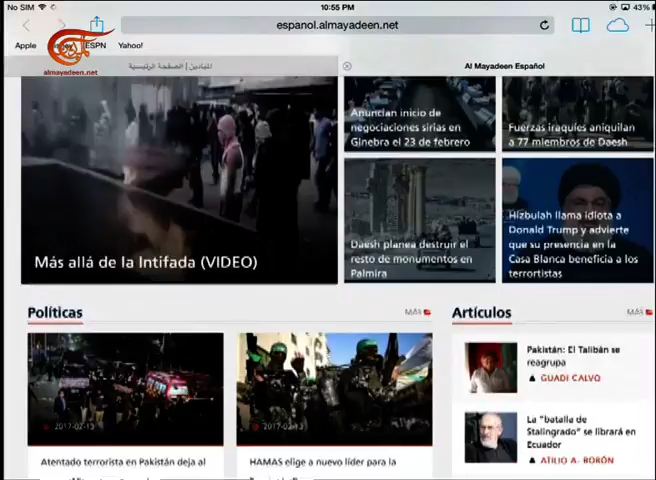 No SIM
10:55 PM
43%
espanol.almayadeen.net
Apple
ESPN
Yahoo!
almayadeen.net
الميادين | الصفحة الرئيسية
Al Mayadeen Español
Más allá de la Intifada (VIDEO)
Anuncian inicio de
negociaciones sirias en
Ginebra el 23 de febrero
Fuerzas iraquíes aniquilan
a 77 miembros de Daesh
Daesh planea destruir el
resto de monumentos en
Palmira
Hizbulah llama idiota a
Donald Trump y advierte
que su presencia en la
Casa Blanca beneficia a los
terroristas
Políticas
MÁS
Artículos
MÁS
2017-02-13
Atentado terrorista en Pakistán deja al
2017-02-13
HAMAS elige a nuevo líder para la
Pakistán: El Talibán se
reagrupa
GUADI CALVO
La "batalla de
Stalingrado" se librará en
Ecuador
ATILIO A. BORÓN